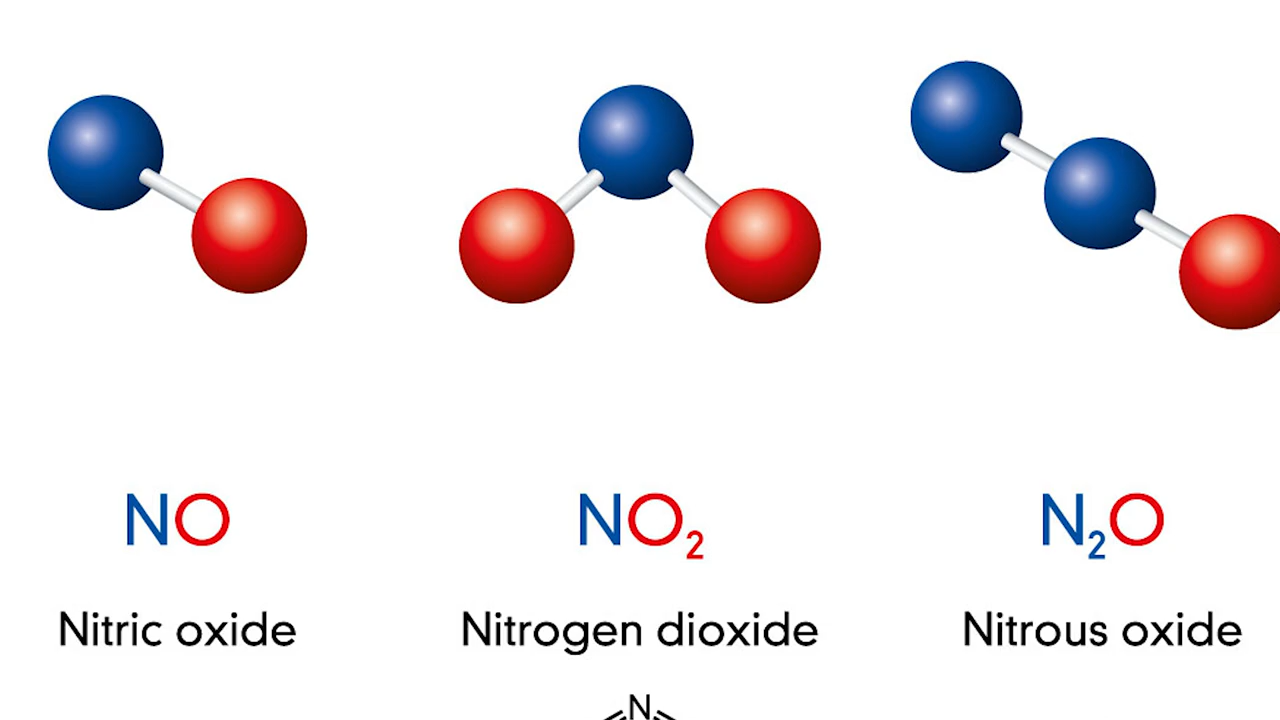 NO NO₂ N₂O
Nitric oxide Nitrogen dioxide Nitrous oxide
N